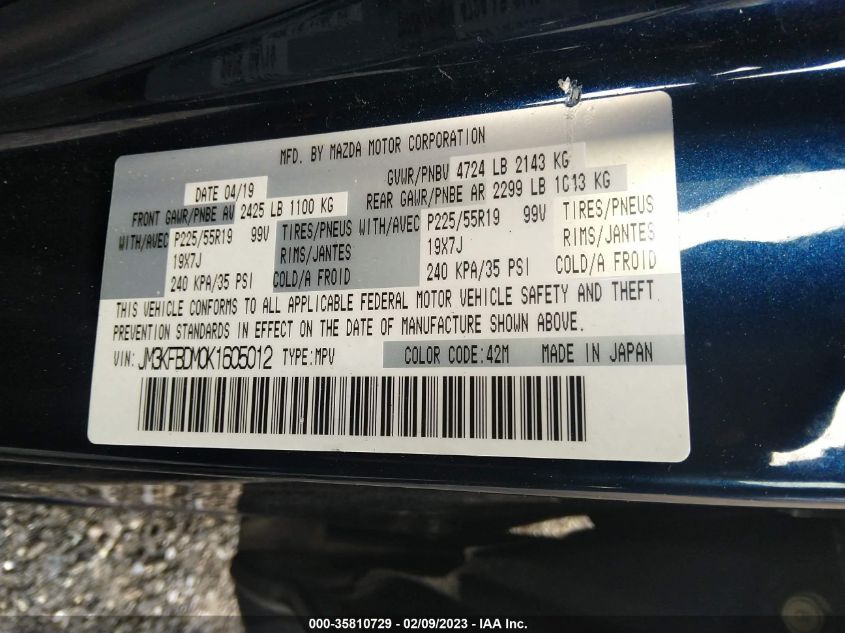 MFD. BY MAZDA MOTOR CORPORATION
DATE 04/19 GVWR/PNBV 4724 LB 2143 KG
FRONT GAWR/PNBE AV 2425 LB 1100 KG REAR GAWR/PNBE AR 2299 LB 1043 KG
WITH/AVEC P225/55R19 99V TIRES/PNEUS WITH/AVEC P225/55R19 99V TIRES/PNEUS
19X7J RIMS/JANTES 19X7J RIMS/JANTES
240 KPA/35 PSI COLD/A FROID 240 KPA/35 PSI COLD/A FROID
THIS VEHICLE CONFORMS TO ALL APPLICABLE FEDERAL MOTOR VEHICLE SAFETY AND THEFT
PREVENTION STANDARDS IN EFFECT ON THE DATE OF MANUFACTURE SHOWN ABOVE.
VIN: JM3KFBDM0K1605012 TYPE:MPV COLOR CODE:42M MADE IN JAPAN
000-35810729 - 02/09/2023 - IAA Inc.